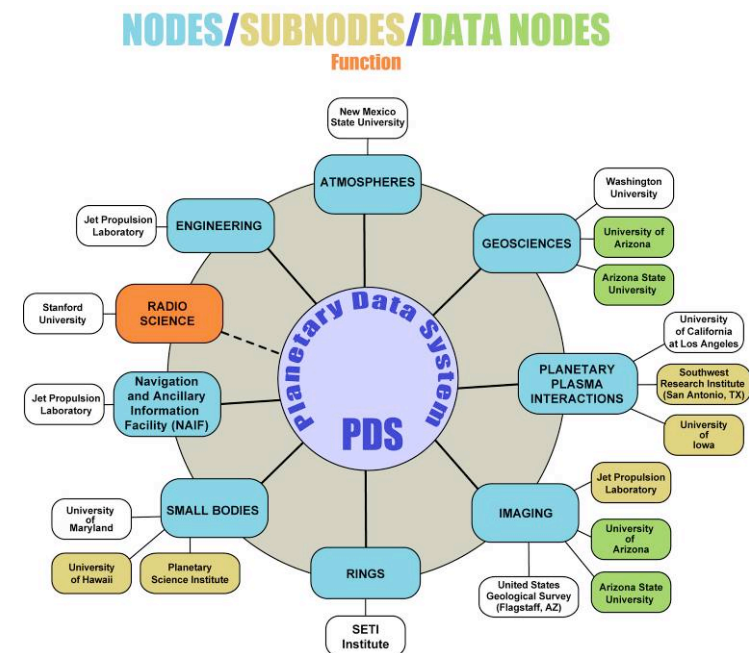 NODES/SUBNODES/DATA NODES
Function
New Mexico
State University
ATMOSPHERES
Washington
University
University of
Arizona
Arizona State
University
GEOSCIENCES
Jet Propulsion
Laboratory
ENGINEERING
Stanford
University
RADIO
SCIENCE
Jet Propulsion
Laboratory
Navigation
and Ancillary
Information
Facility (NAIF)
Planetary Data System
PDS
PLANETARY
PLASMA
INTERACTIONS
University
of California
at Los Angeles
Southwest
Research Institute
(San Antonio, TX)
University
of
Iowa
University
of
Maryland
SMALL BODIES
University
of Hawaii
Planetary
Science Institute
RINGS
SETI
Institute
IMAGING
Jet Propulsion
Laboratory
University
of
Arizona
Arizona State
University
United States
Geological Survey
(Flagstaff, AZ)